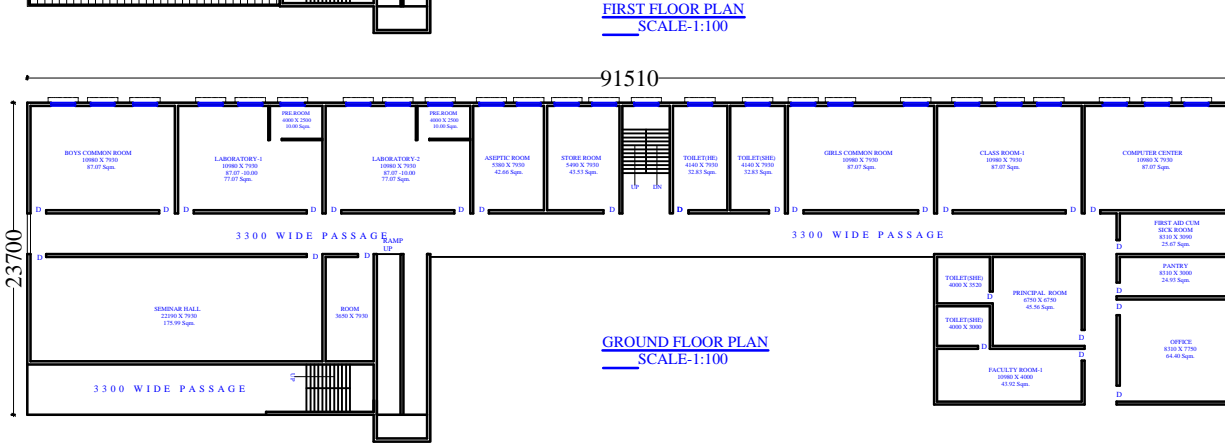 FIRST FLOOR PLAN
SCALE-1:100
91510
23700
BOYS COMMON ROOM
10980 X 7930
87.07 Sqm.
LABORATORY-1
10980 X 7930
87.07 -10.00
77.07 Sqm.
PRE.ROOM
4000 X 2500
10.00 Sqm.
LABORATORY-2
10980 X 7930
87.07 -10.00
77.07 Sqm.
PRE.ROOM
4000 X 2500
10.00 Sqm.
ASEPTIC ROOM
5380 X 7930
42.66 Sqm.
STORE ROOM
5490 X 7930
43.53 Sqm.
UP
DN
TOILET(HE)
4140 X 7930
32.83 Sqm.
TOILET(SHE)
4140 X 7930
32.83 Sqm.
GIRLS COMMON ROOM
10980 X 7930
87.07 Sqm.
CLASS ROOM-1
10980 X 7930
87.07 Sqm.
COMPUTER CENTER
10980 X 7930
87.07 Sqm.
D D D D D D D D D D D D D D D D
3300 WIDE PASSAGE
RAMP
UP
3300 WIDE PASSAGE
FIRST AID CUM
SICK ROOM
8310 X 3090
25.67 Sqm.
D
D
D
PANTRY
8310 X 3000
24.93 Sqm.
D
SEMINAR HALL
22190 X 7930
175.99 Sqm.
ROOM
3650 X 7930
TOILET(SHE)
4000 X 3520
D
PRINCIPAL ROOM
6750 X 6750
45.56 Sqm.
TOILET(SHE)
4000 X 3000
D
D
D
D
OFFICE
8310 X 7750
64.40 Sqm.
D
D
GROUND FLOOR PLAN
SCALE-1:100
FACULTY ROOM-1
10980 X 4000
43.92 Sqm.
3300 WIDE PASSAGE
UP